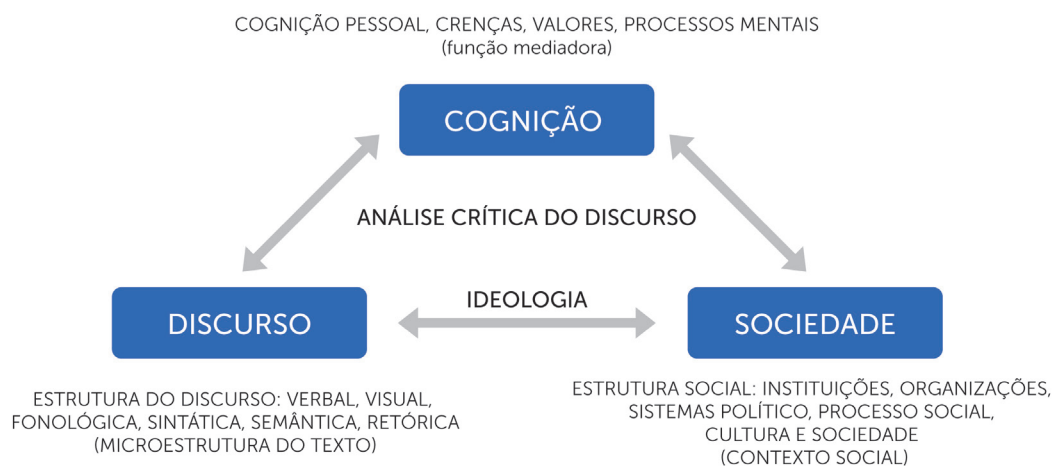 COGNIÇÃO PESSOAL, CRENÇAS, VALORES, PROCESSOS MENTAIS
(função mediadora)
COGNIÇÃO
ANÁLISE CRÍTICA DO DISCURSO
IDEOLOGIA
DISCURSO
SOCIEDADE
ESTRUTURA DO DISCURSO: VERBAL, VISUAL,
FONOLÓGICA, SINTÁTICA, SEMÂNTICA, RETÓRICA
(MICROESTRUTURA DO TEXTO)
ESTRUTURA SOCIAL: INSTITUIÇÕES, ORGANIZAÇÕES,
SISTEMAS POLÍTICO, PROCESSO SOCIAL,
CULTURA E SOCIEDADE
(CONTEXTO SOCIAL)